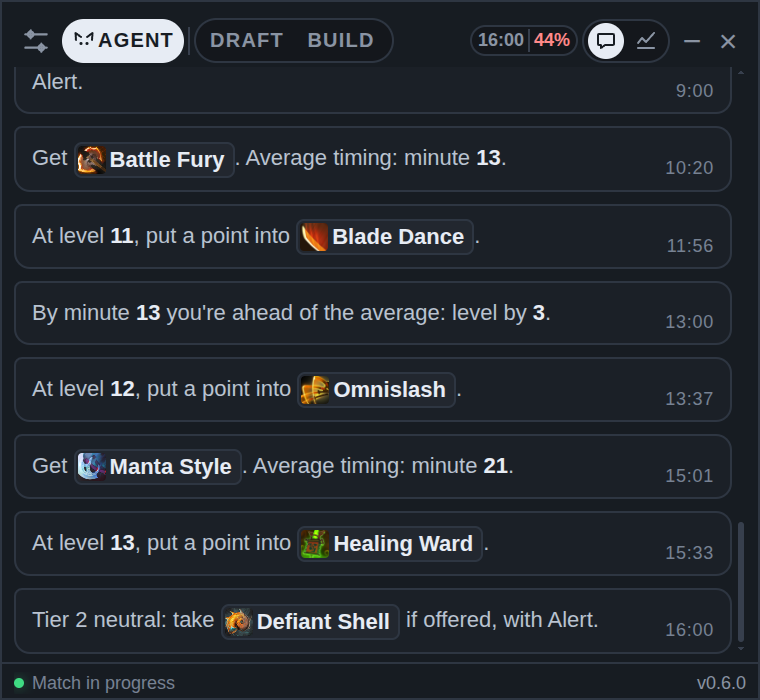 AGENT DRAFT BUILD 16:00 44%
Alert.
9:00
Get Battle Fury. Average timing: minute 13.
10:20
At level 11, put a point into Blade Dance.
11:56
By minute 13 you're ahead of the average: level by 3.
13:00
At level 12, put a point into Omnislash.
13:37
Get Manta Style. Average timing: minute 21.
15:01
At level 13, put a point into Healing Ward.
15:33
Tier 2 neutral: take Defiant Shell if offered, with Alert.
16:00
Match in progress v0.6.0